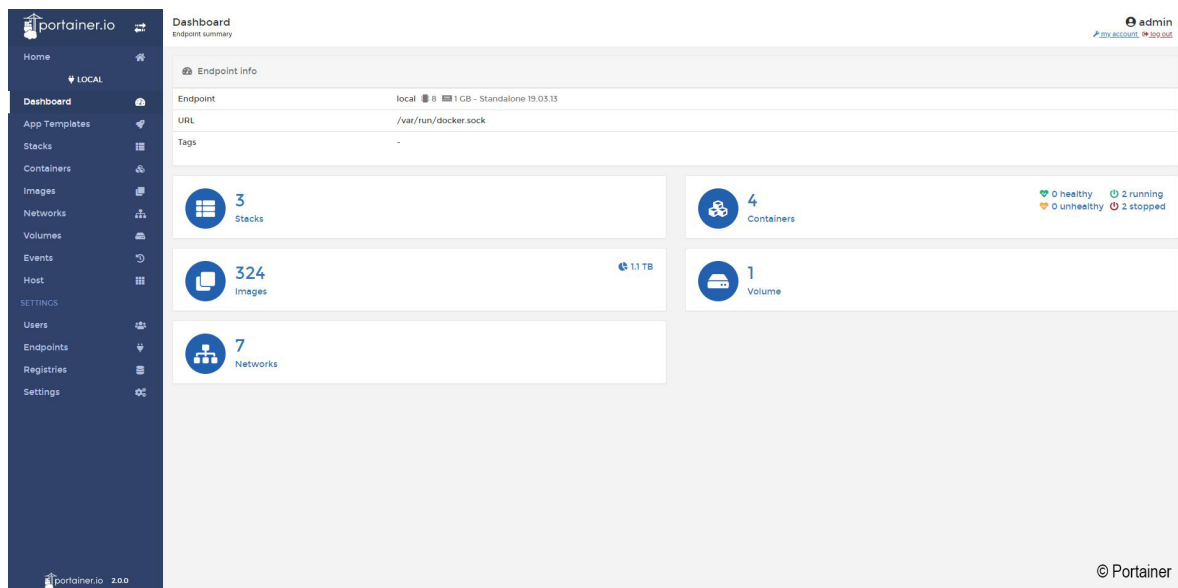 portainer.io
Home
LOCAL
Dashboard
App Templates
Stacks
Containers
Images
Networks
Volumes
Events
Host
SETTINGS
Users
Endpoints
Registries
Settings
portainer.io 2.0.0
Dashboard
Endpoint summary
admin
my account log out
Endpoint info
Endpoint local 8 1 GB - Standalone 19.03.13
URL /var/run/docker.sock
Tags -
3
Stacks
4
Containers
0 healthy 2 running
0 unhealthy 2 stopped
324
Images
1.1 TB
1
Volume
7
Networks
© Portainer